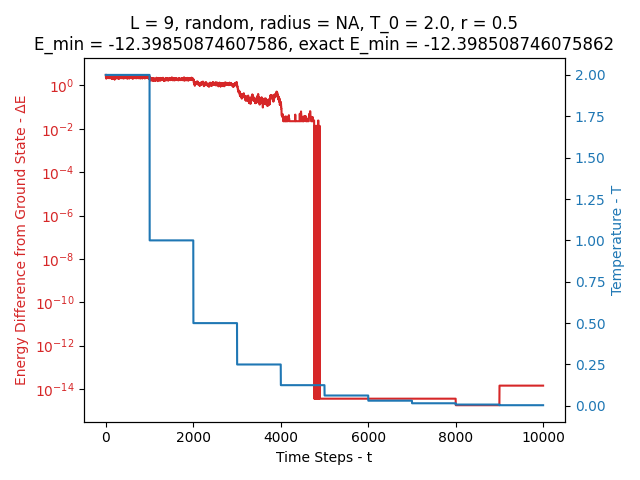 L = 9, random, radius = NA, T_0 = 2.0, r = 0.5
E_min = -12.39850874607586, exact E_min = -12.398508746075862
Energy Difference from Ground State - ΔE
10^0
10^-2
10^-4
10^-6
10^-8
10^-10
10^-12
10^-14
2.00
1.75
1.50
1.25
1.00
0.75
0.50
0.25
0.00
Temperature - T
0 2000 4000 6000 8000 10000
Time Steps - t